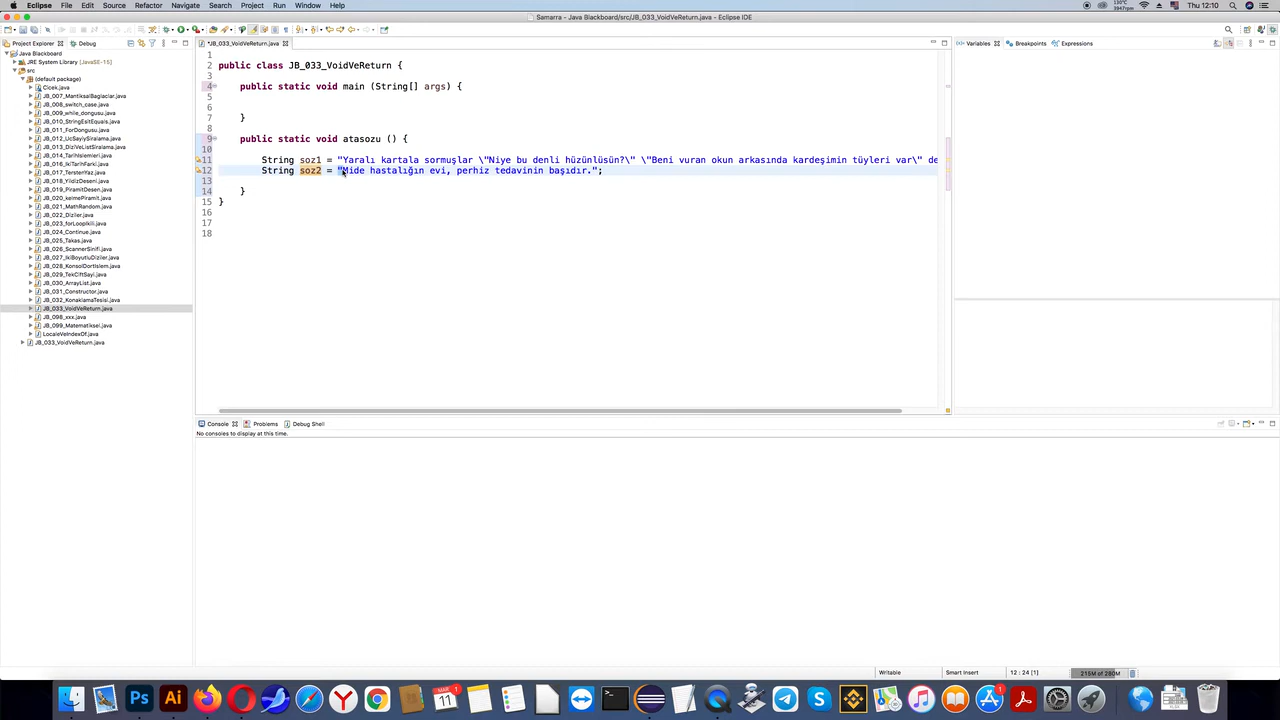 Eclipse File Edit Source Refactor Navigate Search Project Run Window Help
Thu 12:10
Samarra - Java Blackboard/src/JB_033_VoidVeReturn.java - Eclipse IDE
Project Explorer Debug
*JB_033_VoidVeReturn.java
Variables Breakpoints Expressions
Java Blackboard
JRE System Library [JavaSE-15]
src
(default package)
Cicek.java
JB_007_MantiksalBaglaciar.java
JB_008_switch_case.java
JB_009_while_dongusu.java
JB_010_StringEsitEquals.java
JB_011_ForDongusu.java
JB_012_UcSayiyiSiralama.java
JB_013_DiziVeListSiralama.java
JB_014_TarihIslemleri.java
JB_016_IkiTarihFarki.java
JB_017_TersterYaz.java
JB_018_YildizDeseni.java
JB_019_PiramitDeseni.java
JB_020_kelmePiramit.java
JB_021_MathRandom.java
JB_022_Diziler.java
JB_023_forLoopIkili.java
JB_024_Continue.java
JB_025_Takas.java
JB_026_ScannerSinifi.java
JB_027_IkiBoyutluDiziler.java
JB_028_KonsolDortIslem.java
JB_029_TekCiftSayi.java
JB_030_ArrayList.java
JB_031_Constructor.java
JB_032_KonaklamaTesisi.java
JB_033_VoidVeReturn.java
JB_098_xxx.java
JB_099_Matematiksel.java
LocaleVeIndexOf.java
JB_033_VoidVeReturn.java
1
2 public class JB_033_VoidVeReturn {
3
4 public static void main (String[] args) {
5
6
7 }
8
9 public static void atasozu () {
10
11 String soz1 = "Yaralı kartala sormuşlar \"Niye bu denli hüzünlüsün?\" \"Beni vuran okun arkasında kardeşimin tüyleri var\" de
12 String soz2 = "Mide hastalığın evi, perhiz tedavinin başıdır.";
13
14 }
15 }
16
17
18
Console Problems Debug Shell
No consoles to display at this time.
Writable Smart Insert 12 : 24 [1] 215M of 280M